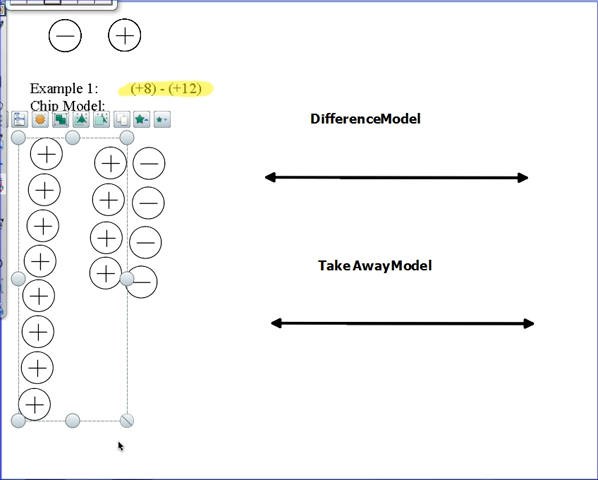 Example 1: (+8) - (+12)
Chip Model:
DifferenceModel
TakeAwayModel